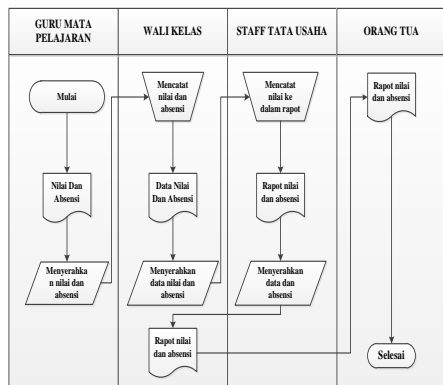 GURU MATA
PELAJARAN
WALI KELAS
STAFF TATA USAHA
ORANG TUA
Mulai
Nilai Dan
Absensi
Menyerahka
n nilai dan
absensi
Mencatat
nilai dan
absensi
Data Nilai
Dan Absensi
Menyerahkan
data nilai dan
absensi
Rapot nilai
dan absensi
Mencatat
nilai ke
dalam rapot
Rapot nilai
dan absensi
Menyerahkan
data dan
absensi
Rapot nilai
dan absensi
Selesai